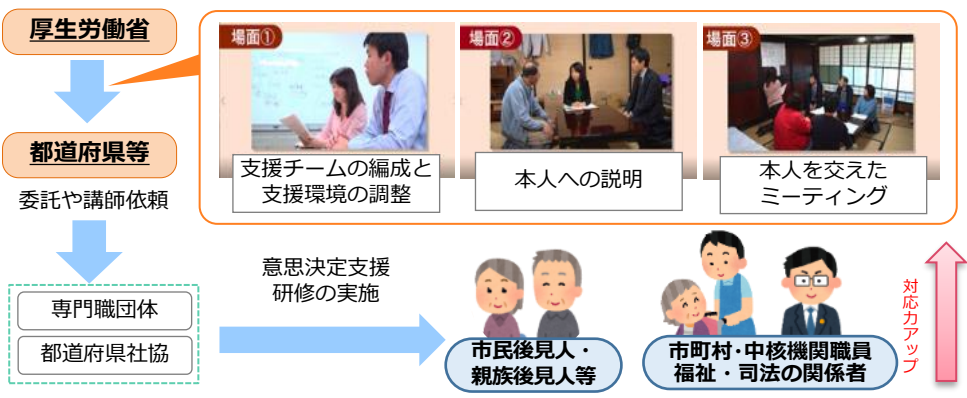 厚生労働省
場面①
場面②
場面③
支援チームの編成と
支援環境の調整
本人への説明
本人を交えた
ミーティング
都道府県等
委託や講師依頼
専門職団体
都道府県社協
意思決定支援
研修の実施
市民後見人・
親族後見人等
市町村・中核機関職員
福祉・司法の関係者
対応力アップ